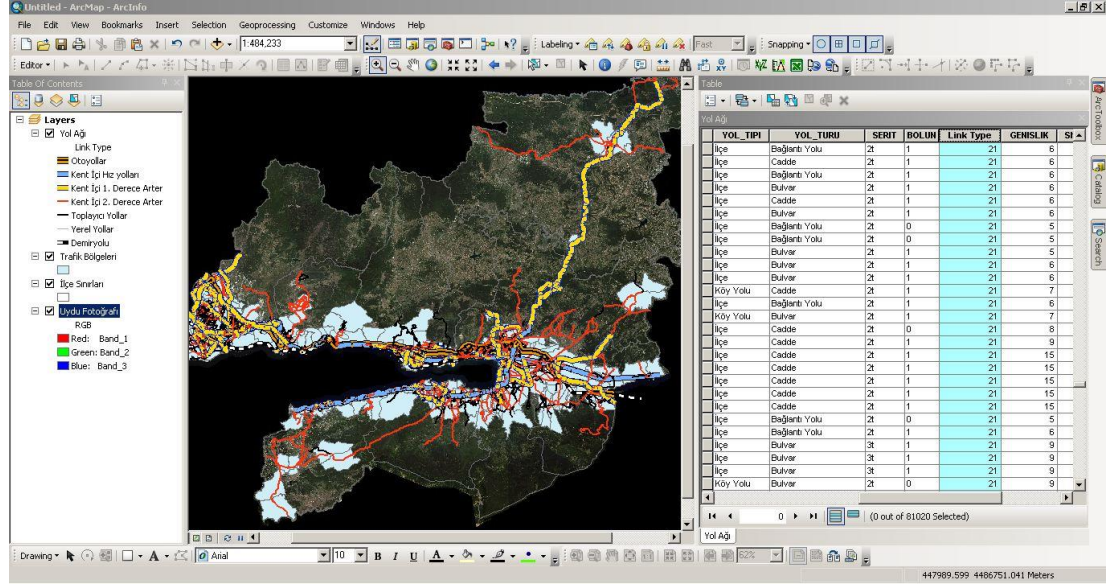 Untitled - ArcMap - ArcInfo
File Edit View Bookmarks Insert Selection Geoprocessing Customize Windows Help
1:484,233 Labeling Fast Snapping
Editor
Table Of Contents
Layers
Yol Ağı
Link Type
Otoyollar
Kent İçi Hız yolları
Kent İçi 1. Derece Arter
Kent İçi 2. Derece Arter
Toplayıcı Yollar
Yerel Yollar
Demiryolu
Trafik Bölgeleri
İlçe Sınırları
Uydu Fotoğrafı
RGB
Red: Band_1
Green: Band_2
Blue: Band_3
Table
Yol Ağı
YOL_TIPI YOL_TURU SERIT BOLUN Link Type GENISLIK
İlçe Bağlantı Yolu 2t 1 21 6
İlçe Cadde 2t 1 21 6
İlçe Bağlantı Yolu 2t 1 21 6
İlçe Bulvar 2t 1 21 6
İlçe Cadde 2t 1 21 6
İlçe Bulvar 2t 1 21 6
İlçe Bağlantı Yolu 2t 0 21 5
İlçe Bağlantı Yolu 2t 0 21 5
İlçe Bulvar 2t 1 21 5
İlçe Bulvar 2t 1 21 6
İlçe Bulvar 2t 1 21 6
Köy Yolu Cadde 2t 1 21 7
İlçe Bağlantı Yolu 2t 1 21 6
Köy Yolu Bulvar 2t 1 21 7
İlçe Cadde 2t 0 21 8
İlçe Cadde 2t 1 21 9
İlçe Cadde 2t 1 21 15
İlçe Cadde 2t 1 21 15
İlçe Cadde 2t 1 21 15
İlçe Cadde 2t 1 21 15
İlçe Cadde 2t 1 21 15
İlçe Bağlantı Yolu 2t 0 21 5
İlçe Bağlantı Yolu 2t 1 21 6
İlçe Bulvar 3t 1 21 9
İlçe Bulvar 3t 1 21 9
İlçe Bulvar 3t 1 21 9
Köy Yolu Bulvar 2t 0 21 9
0 (0 out of 81020 Selected)
Yol Ağı
ArcToolbox
Catalog
Search
Drawing A Arial 10 B I U A 62%
447989.599 4486751.041 Meters